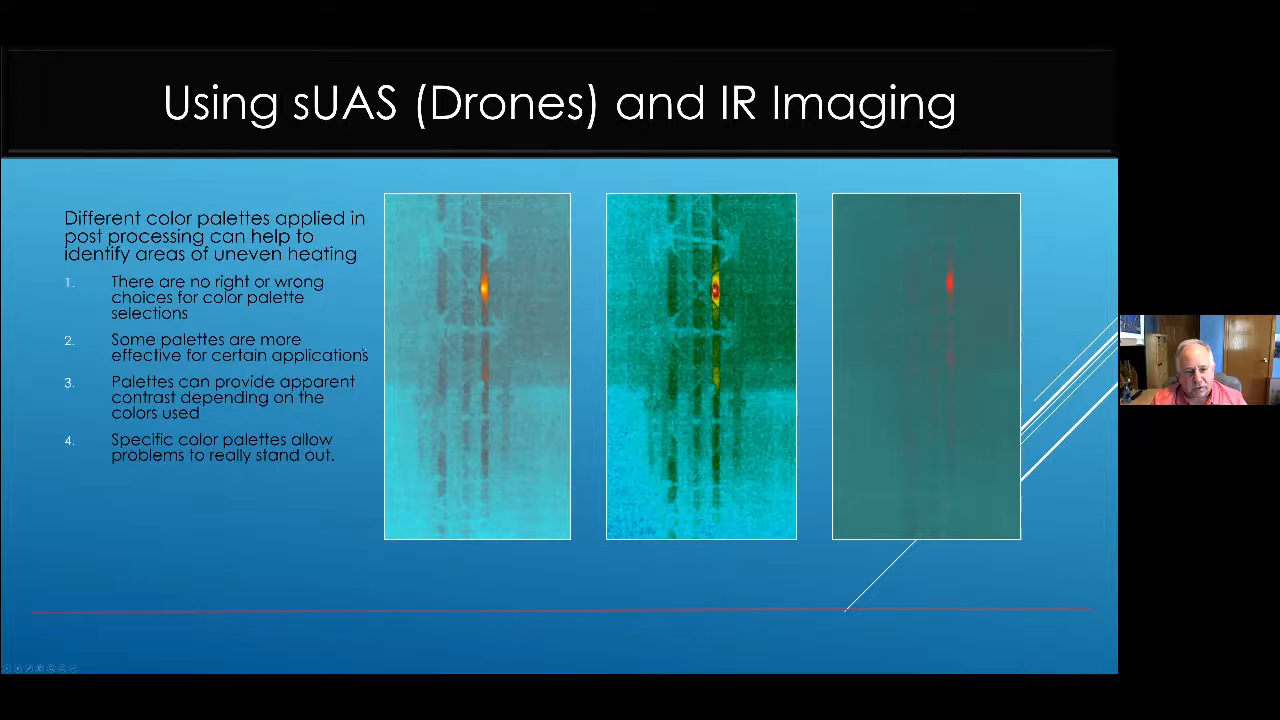 Using sUAS (Drones) and IR Imaging
Different color palettes applied in
post processing can help to
identify areas of uneven heating
1. There are no right or wrong
choices for color palette
selections
2. Some palettes are more
effective for certain applications
3. Palettes can provide apparent
contrast depending on the
colors used
4. Specific color palettes allow
problems to really stand out.